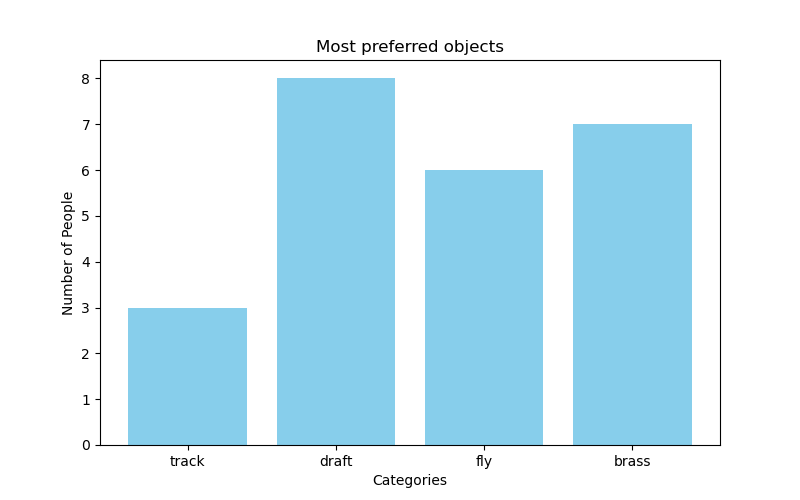 Most preferred objects
8
7
6
5
4
3
2
1
0
Number of People
track draft fly brass
Categories